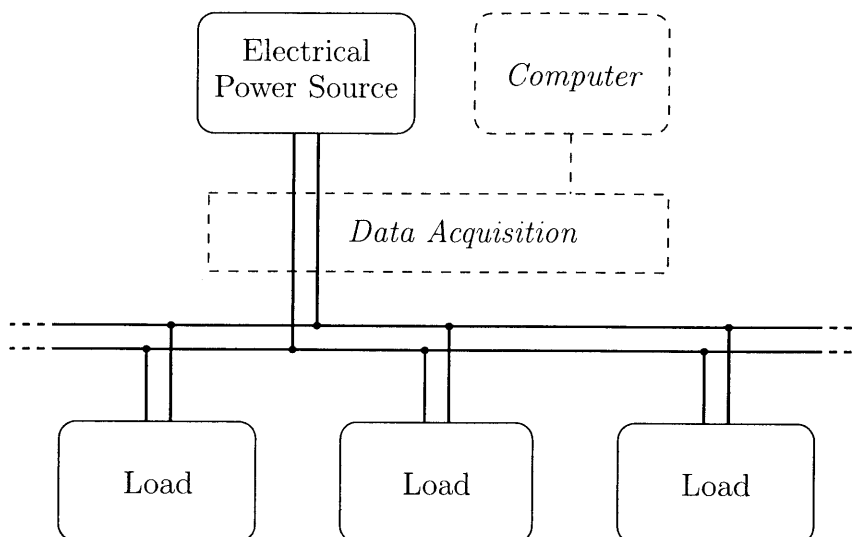 Electrical
Power Source
Computer
Data Acquisition
Load
Load
Load